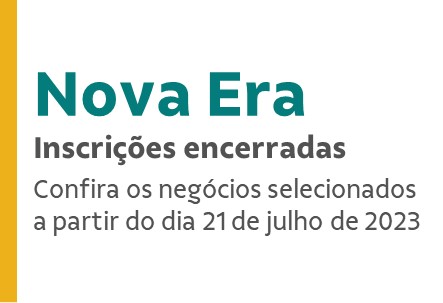 Nova Era
Inscrições encerradas
Confira os negócios selecionados
a partir do dia 21 de julho de 2023